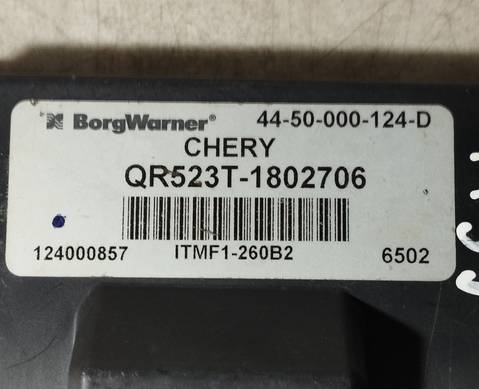 BorgWarner® 44-50-000-124-D
CHERY
QR523T-1802706
124000857 ITMF1-260B2 6502